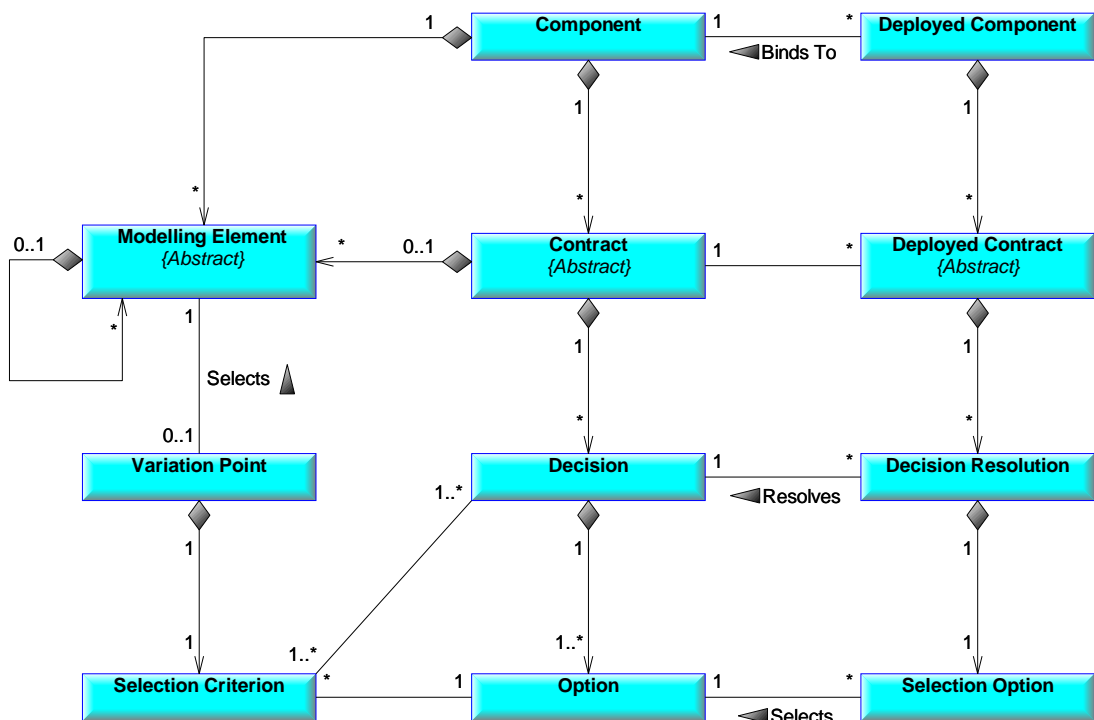 1
Component
1
*
Deployed Component
Binds To
1
1
*
*
*
0..1
Modelling Element
{Abstract}
*
0..1
Contract
{Abstract}
1
*
Deployed Contract
{Abstract}
*
1
1
1
Selects
0..1
*
*
Variation Point
Decision
1
*
Decision Resolution
1..*
Resolves
1
1
1
1
1..*
1..*
1
Selection Criterion
*
1
Option
1
*
Selection Option
Selects